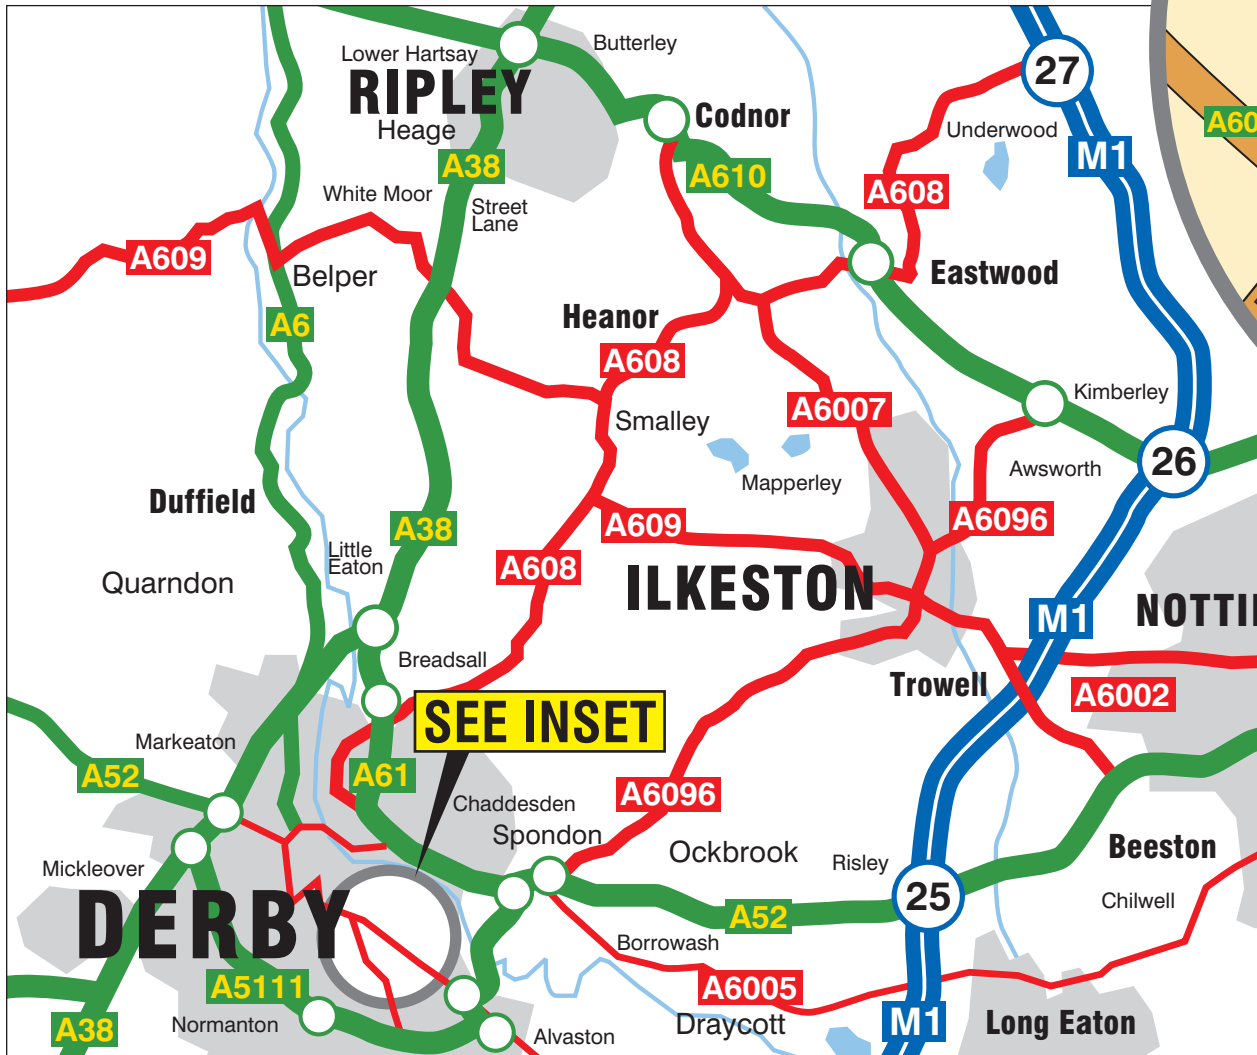 Lower Hartsay
Butterley
RIPLEY
Heage
27
Codnor
Underwood
A60
M1
A38
A610
White Moor
A608
Street
Lane
A609
Belper
Eastwood
A6
Heanor
A608
Kimberley
A6007
Smalley
Mapperley
Awsworth
26
Duffield
A38
A609
A6096
Little
Eaton
A608
Quarndon
ILKESTON
M1
NOTTI
Breadsall
Trowell
A6002
SEE INSET
Markeaton
A52
A61
A6096
Chaddesden
Spondon
Ockbrook
Risley
Beeston
Mickleover
25
Chilwell
DERBY
A52
Borrowash
A5111
A6005
Normanton
A38
Alvaston
Draycott
M1
Long Eaton